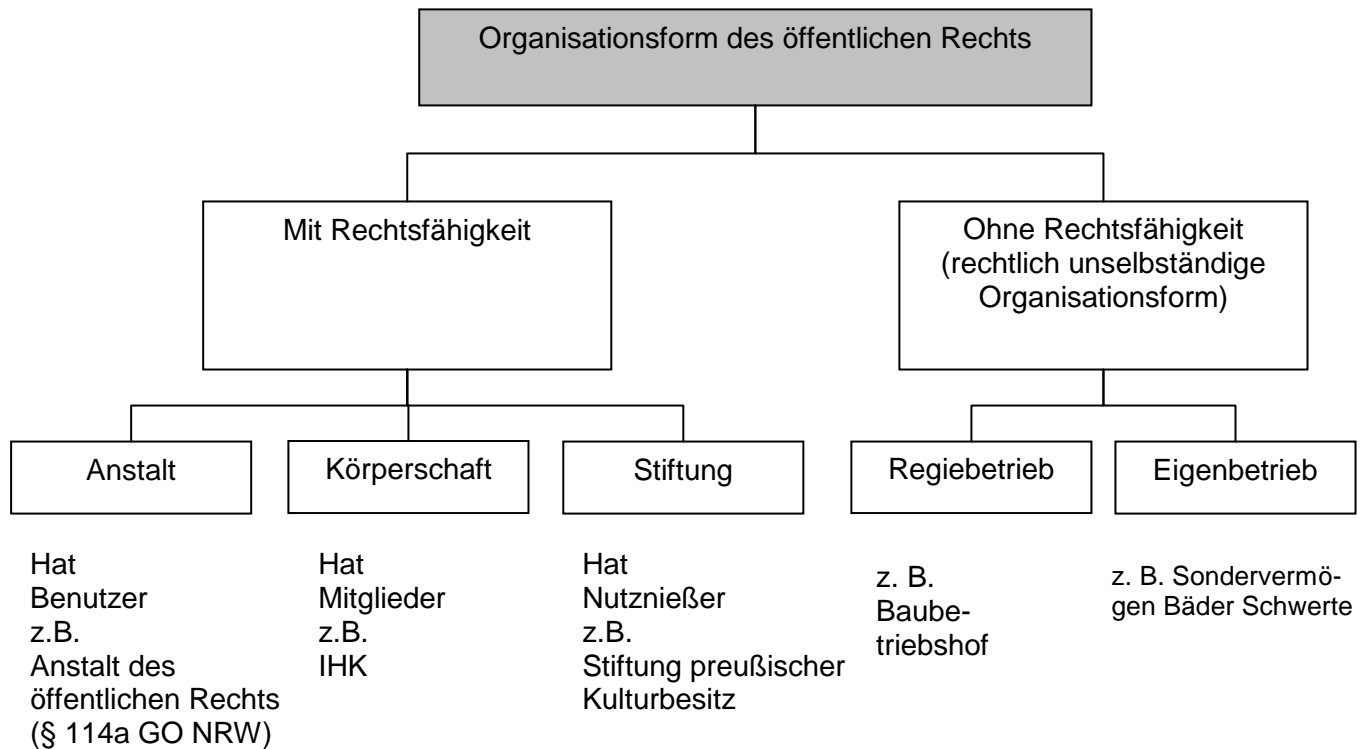 Organisationsform des öffentlichen Rechts
Mit Rechtsfähigkeit
Ohne Rechtsfähigkeit
(rechtlich unselbständige
Organisationsform)
Anstalt
Körperschaft
Stiftung
Regiebetrieb
Eigenbetrieb
Hat
Benutzer
z.B.
Anstalt des
öffentlichen Rechts
(§ 114a GO NRW)
Hat
Mitglieder
z.B.
IHK
Hat
Nutznießer
z.B.
Stiftung preußischer
Kulturbesitz
z. B.
Baube-
triebshof
z. B. Sondervermö-
gen Bäder Schwerte